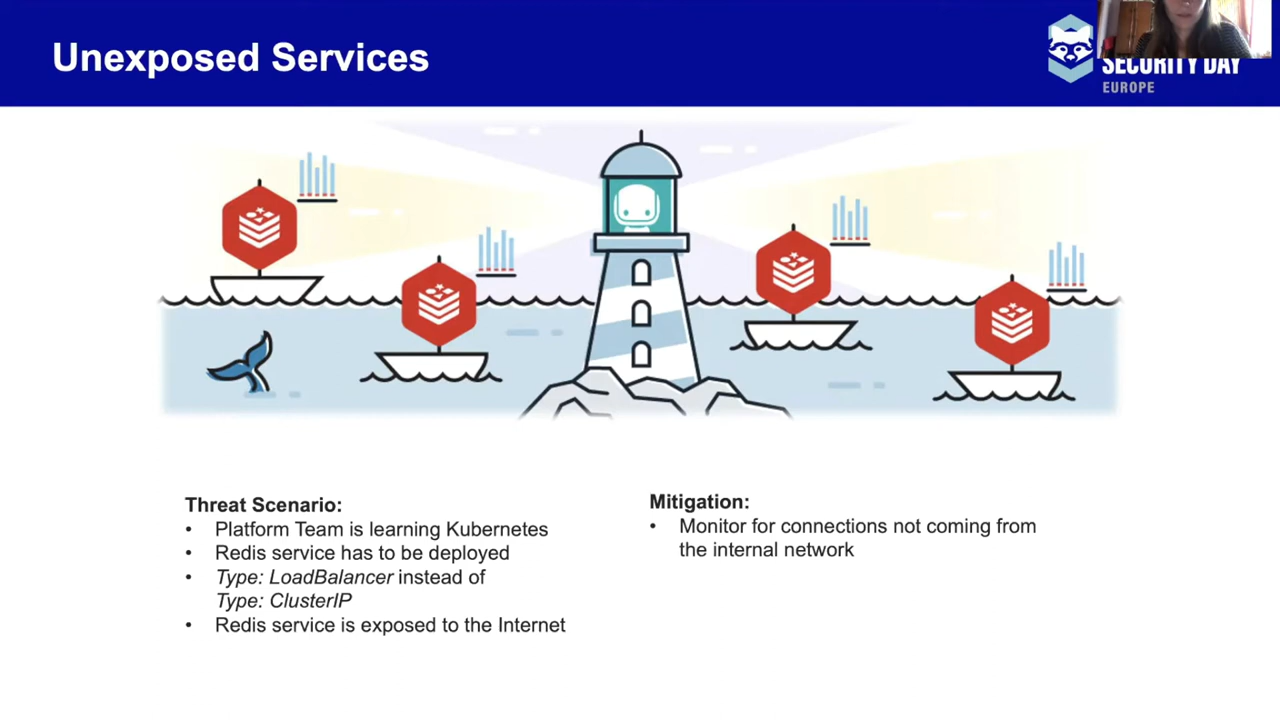 Unexposed Services
SECURITY DAY
EUROPE
Threat Scenario:
• Platform Team is learning Kubernetes
• Redis service has to be deployed
• Type: LoadBalancer instead of
Type: ClusterIP
• Redis service is exposed to the Internet
Mitigation:
• Monitor for connections not coming from
the internal network